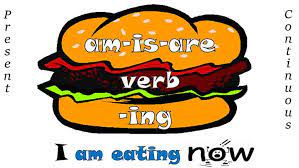 Present
am-is-are
verb
-ing
I am eating now
Continuous